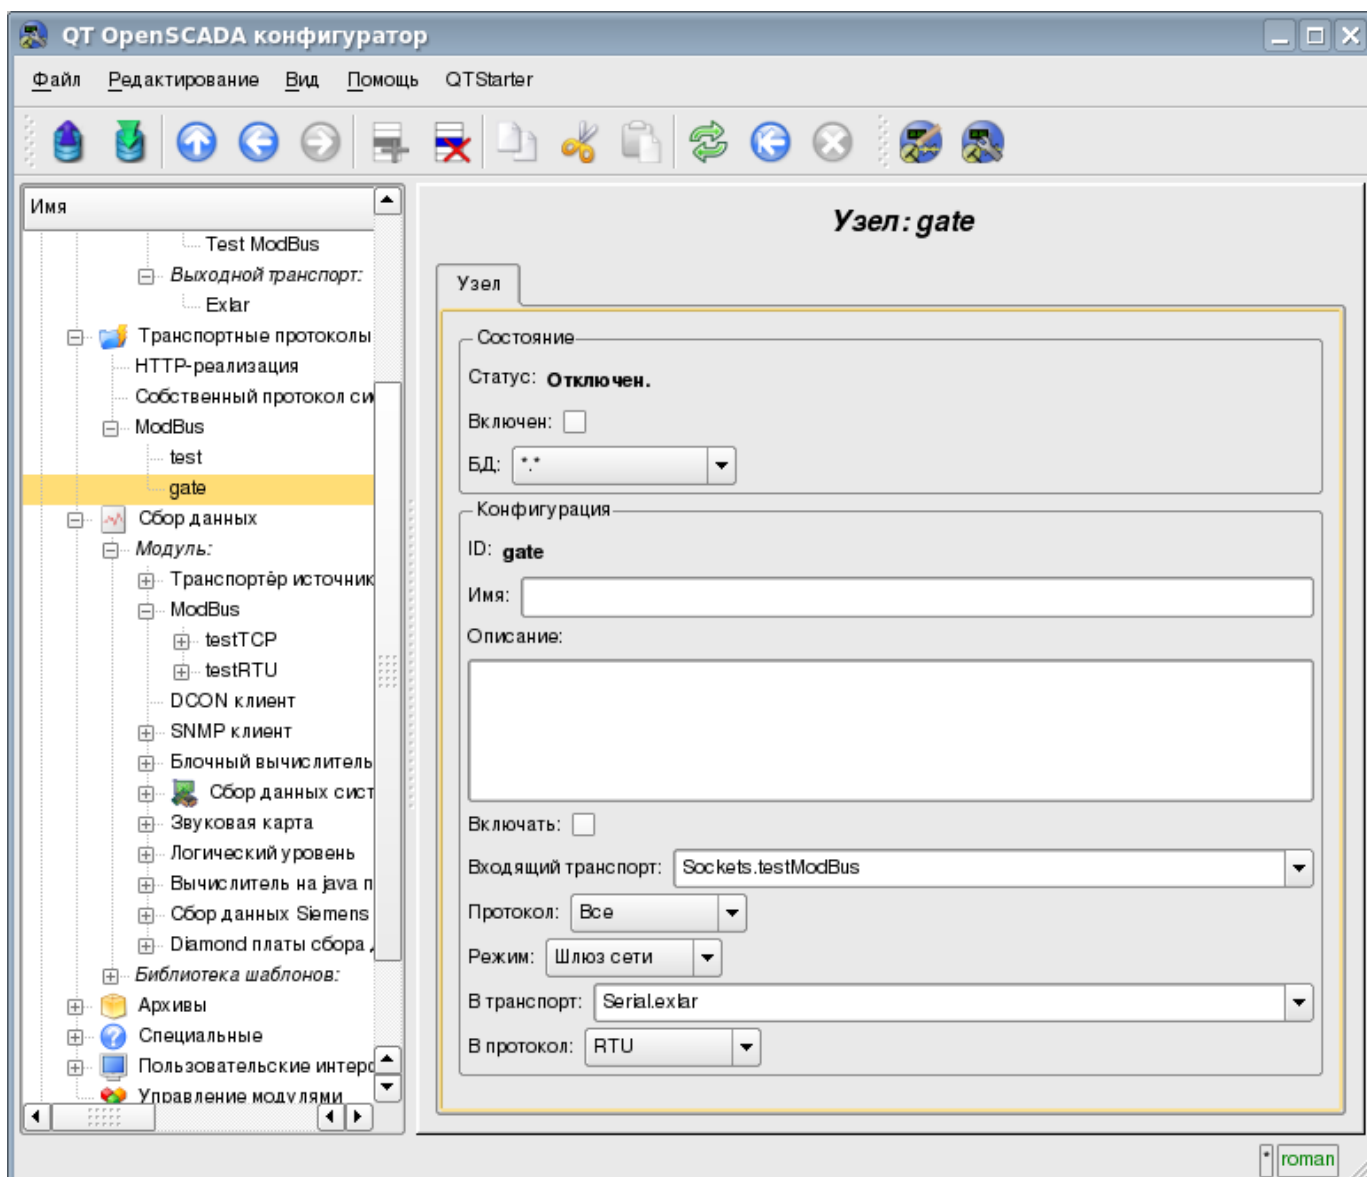 QT OpenSCADA конфигуратор
Файл Редактирование Вид Помощь QTStarter
Имя
Test ModBus
Выходной транспорт:
Exlar
Транспортные протоколы
HTTP-реализация
Собственный протокол си
ModBus
test
gate
Сбор данных
Модуль:
Транспортёр источник
ModBus
testTCP
testRTU
DCON клиент
SNMP клиент
Блочный вычислитель
Сбор данных сист
Звуковая карта
Логический уровень
Вычислитель на java п
Сбор данных Siemens
Diamond платы сбора
Библиотека шаблонов:
Архивы
Специальные
Пользовательские интерф
Управление модулями
Узел: gate
Узел
Состояние
Статус: Отключен.
Включен:
БД: *.*
Конфигурация
ID: gate
Имя:
Описание:
Включать:
Входящий транспорт: Sockets.testModBus
Протокол: Все
Режим: Шлюз сети
В транспорт: Serial.exlar
В протокол: RTU
* roman